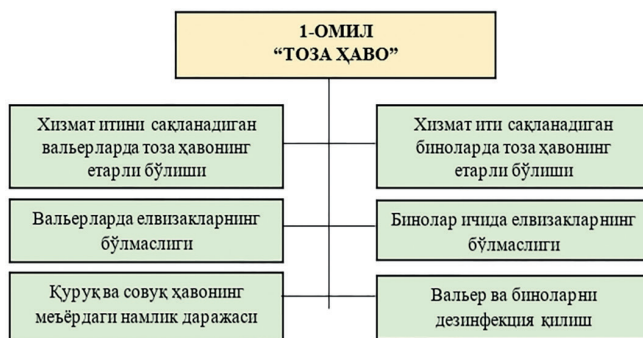 1-ОМИЛ
“ТОЗА ҲАВО”
Хизмат итини сақланадиган
вальерларда тоза ҳавонинг
етарли бўлиши
Хизмат ити сақланадиган
биноларда тоза ҳавонинг
етарли бўлиши
Вальерларда елвизакларнинг
бўлмаслиги
Бинолар ичида елвизакларнинг
бўлмаслиги
Қуруқ ва совуқ ҳавонинг
меъёрдаги намлик даражаси
Вальер ва биноларни
дезинфекция қилиш